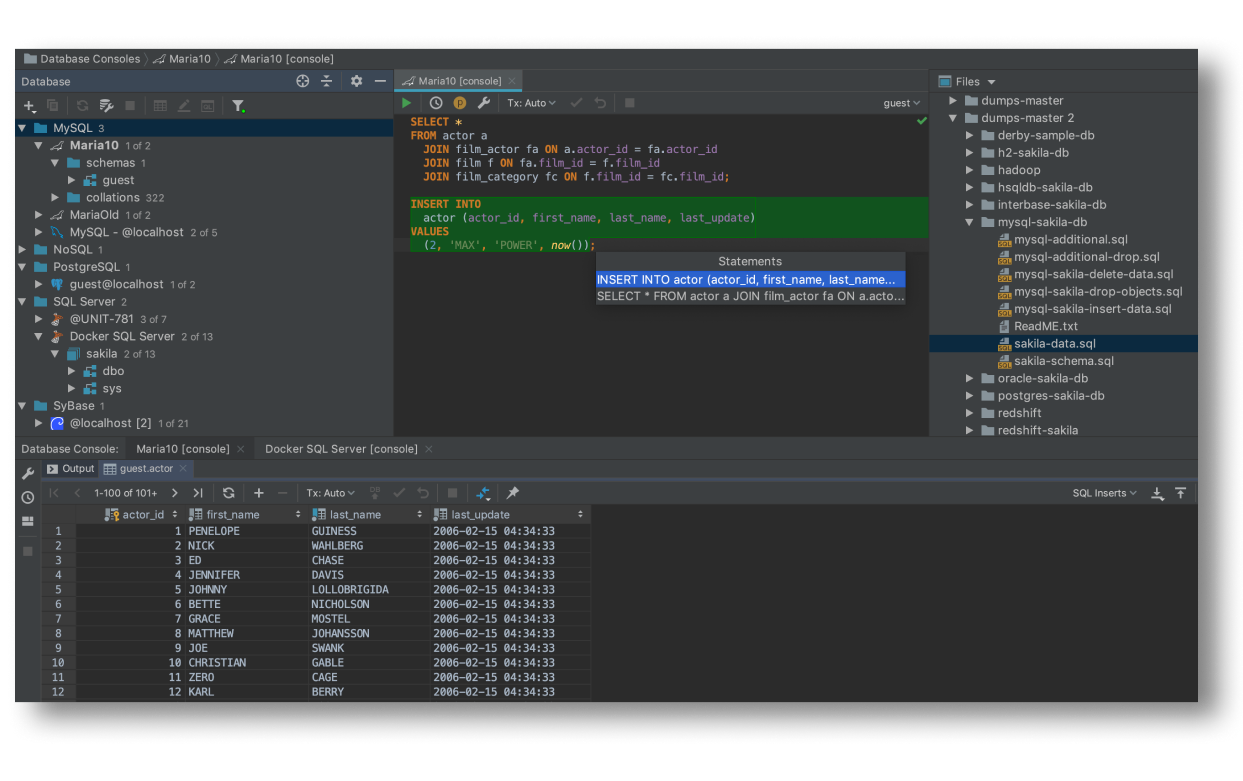 Database Consoles Maria10 Maria10 [console]
Database
MySQL 3
Maria10 1 of 2
schemas 1
guest
collations 322
MariaOld 1 of 2
MySQL - @localhost 2 of 5
NoSQL 1
PostgreSQL 1
guest@localhost 1 of 2
SQL Server 2
@UNIT-781 3 of 7
Docker SQL Server 2 of 13
sakila 2 of 13
dbo
sys
SyBase 1
@localhost [2] 1 of 21
Maria10 [console]
P Tx: Auto guest
SELECT *
FROM actor a
JOIN film_actor fa ON a.actor_id = fa.actor_id
JOIN film f ON fa.film_id = f.film_id
JOIN film_category fc ON f.film_id = fc.film_id;
INSERT INTO
actor (actor_id, first_name, last_name, last_update)
VALUES
(2, 'MAX', 'POWER', now());
Statements
INSERT INTO actor (actor_id, first_name, last_name...
SELECT * FROM actor a JOIN film_actor fa ON a.acto...
Files
dumps-master
dumps-master 2
derby-sample-db
h2-sakila-db
hadoop
hsqldb-sakila-db
interbase-sakila-db
mysql-sakila-db
mysql-additional.sql
mysql-additional-drop.sql
mysql-sakila-delete-data.sql
mysql-sakila-drop-objects.sql
mysql-sakila-insert-data.sql
ReadME.txt
sakila-data.sql
sakila-schema.sql
oracle-sakila-db
postgres-sakila-db
redshift
redshift-sakila
Database Console: Maria10 [console] Docker SQL Server [console]
Output guest.actor
1-100 of 101+ Tx: Auto DB SQL Inserts
actor_id first_name last_name last_update
1 1 PENELOPE GUINESS 2006-02-15 04:34:33
2 2 NICK WAHLBERG 2006-02-15 04:34:33
3 3 ED CHASE 2006-02-15 04:34:33
4 4 JENNIFER DAVIS 2006-02-15 04:34:33
5 5 JOHNNY LOLLOBRIGIDA 2006-02-15 04:34:33
6 6 BETTE NICHOLSON 2006-02-15 04:34:33
7 7 GRACE MOSTEL 2006-02-15 04:34:33
8 8 MATTHEW JOHANSSON 2006-02-15 04:34:33
9 9 JOE SWANK 2006-02-15 04:34:33
10 10 CHRISTIAN GABLE 2006-02-15 04:34:33
11 11 ZERO CAGE 2006-02-15 04:34:33
12 12 KARL BERRY 2006-02-15 04:34:33